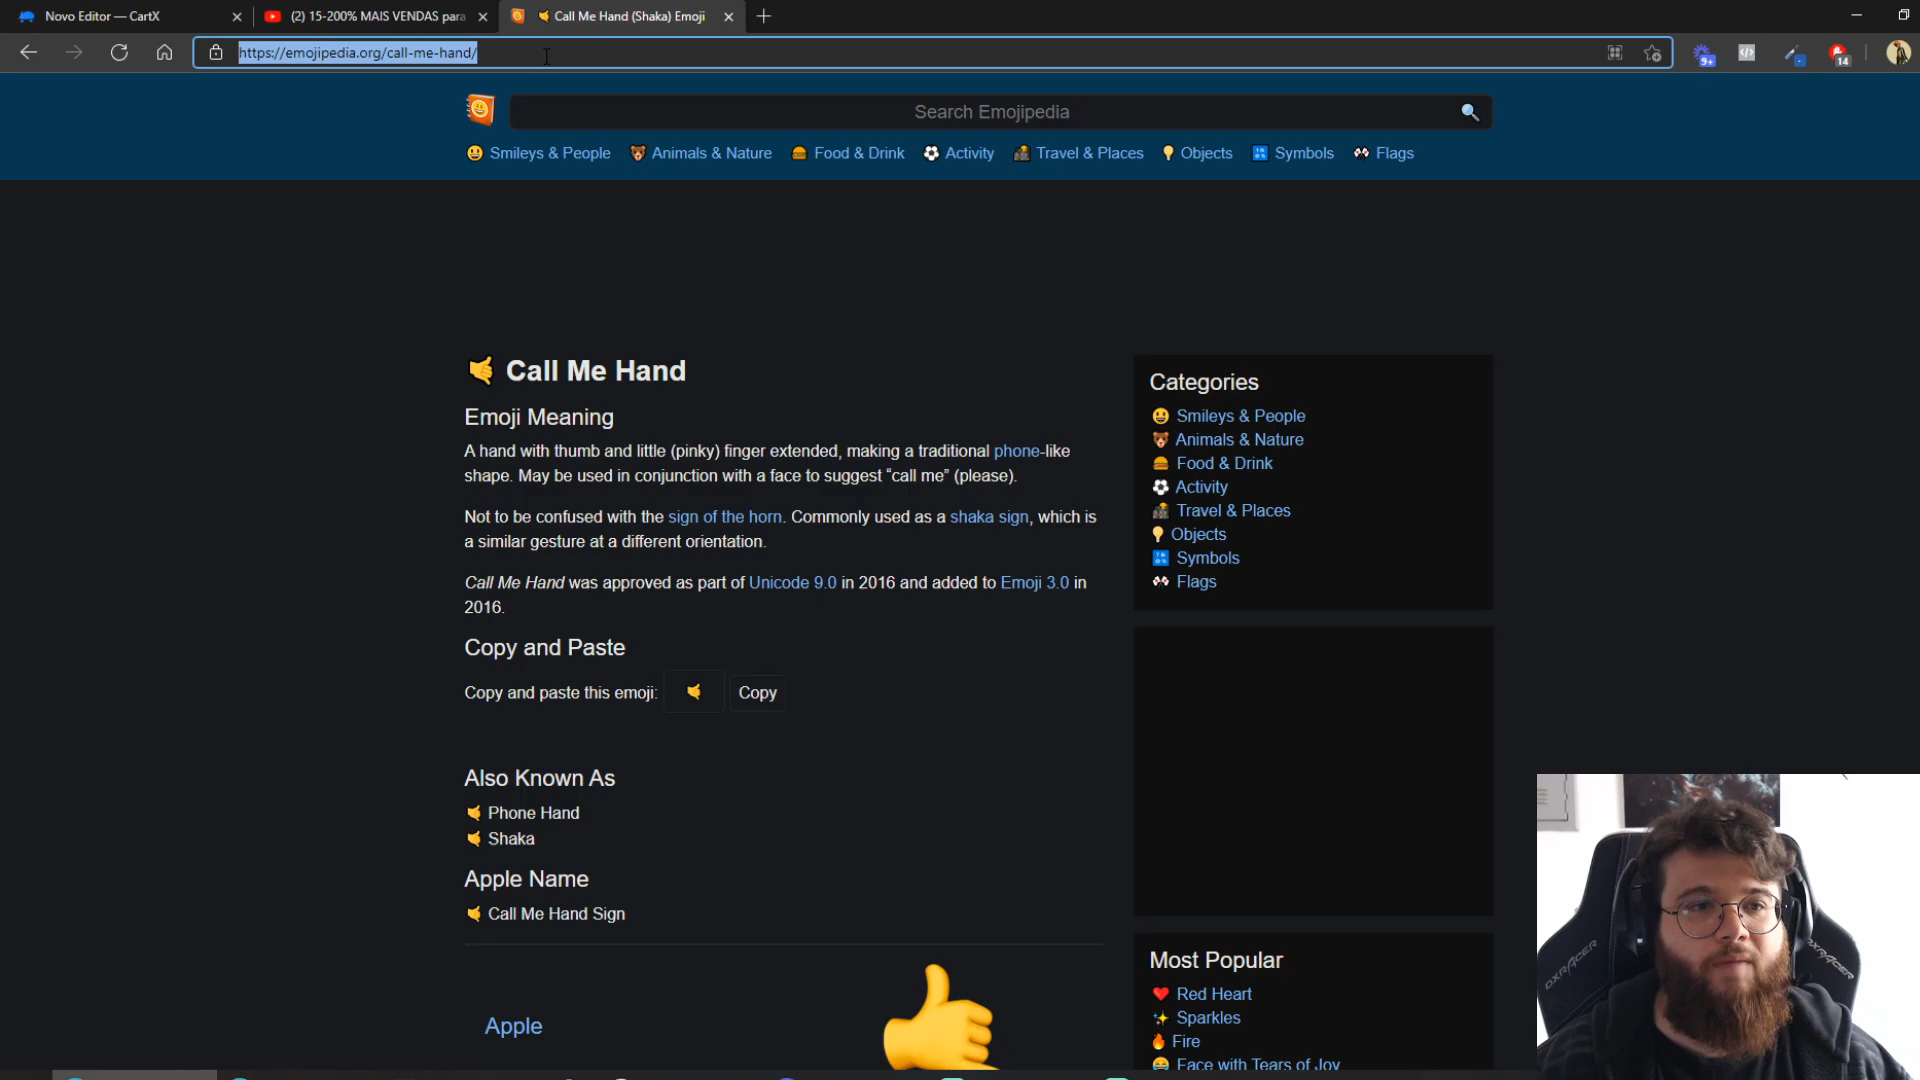 Novo Editor — CartX
(2) 15-200% MAIS VENDAS para
Call Me Hand (Shaka) Emoji
https://emojipedia.org/call-me-hand/
9+
14
Search Emojipedia
Smileys & People
Animals & Nature
Food & Drink
Activity
Travel & Places
Objects
Symbols
Flags
Call Me Hand
Emoji Meaning
A hand with thumb and little (pinky) finger extended, making a traditional phone-like
shape. May be used in conjunction with a face to suggest “call me” (please).
Not to be confused with the sign of the horn. Commonly used as a shaka sign, which is
a similar gesture at a different orientation.
Call Me Hand was approved as part of Unicode 9.0 in 2016 and added to Emoji 3.0 in
2016.
Copy and Paste
Copy and paste this emoji:
Copy
Also Known As
Phone Hand
Shaka
Apple Name
Call Me Hand Sign
Apple
Categories
Smileys & People
Animals & Nature
Food & Drink
Activity
Travel & Places
Objects
Symbols
Flags
Most Popular
Red Heart
Sparkles
Fire
Face with Tears of Joy
DXRACER
DXRACER